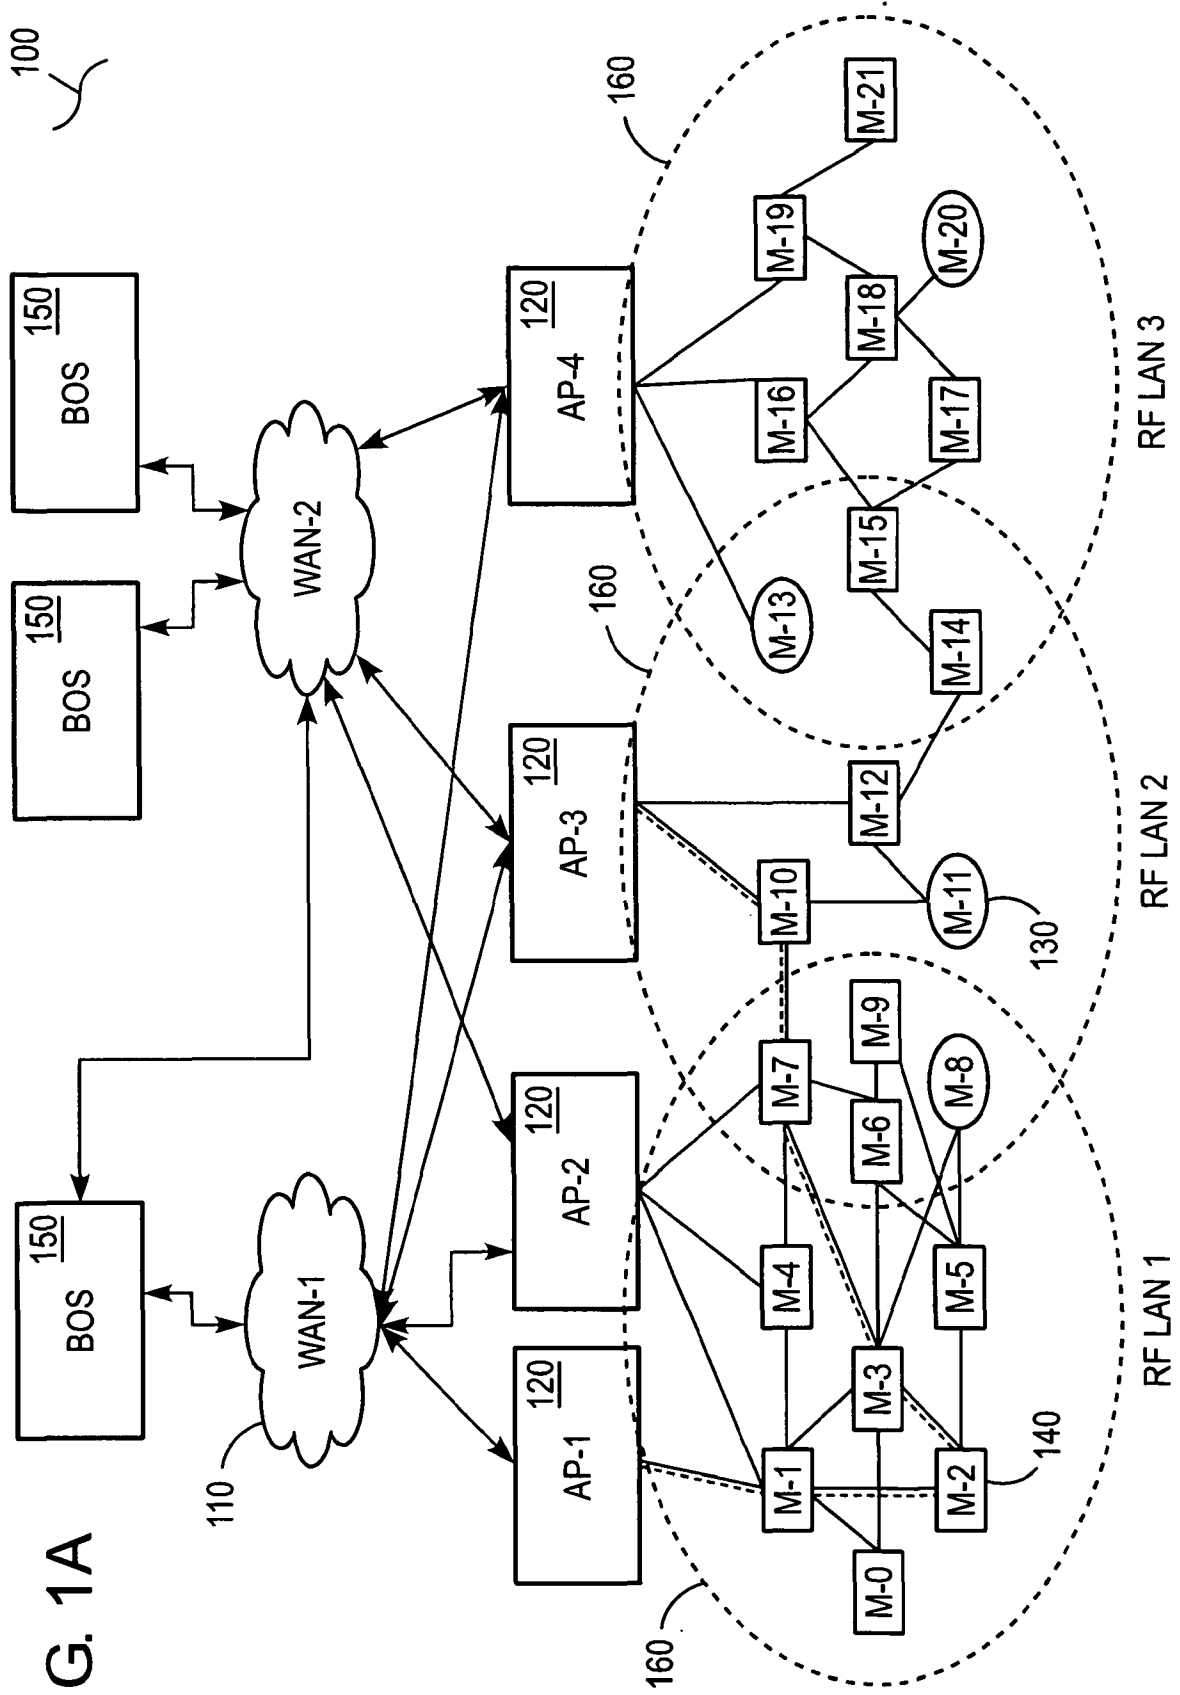 G. 1A
100
BOS
150
BOS
150
BOS
150
110
WAN-1
WAN-2
AP-1
120
AP-2
120
AP-3
120
AP-4
120
160
160
160
M-1
M-4
M-7
M-10
M-13
M-16
M-19
M-0
M-3
M-6
M-9
M-12
M-15
M-18
M-21
M-2
M-5
M-8
M-11
M-14
M-17
M-20
140
130
RF LAN 1
RF LAN 2
RF LAN 3